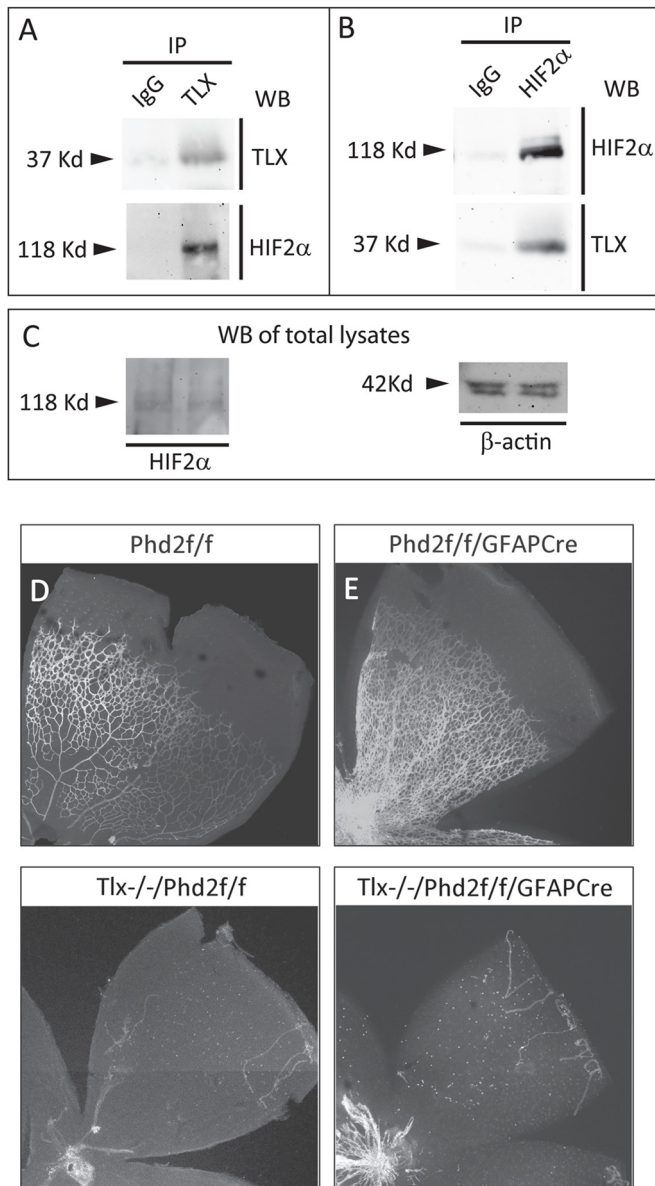 A
IP
IgG TLX WB
37 Kd TLX
118 Kd HIF2α
B
IP
IgG HIF2α WB
118 Kd HIF2α
37 Kd TLX
C
WB of total lysates
118 Kd
HIF2α
42Kd
β-actin
Phd2f/f
D
Phd2f/f/GFAPCre
E
Tlx-/-/Phd2f/f
Tlx-/-/Phd2f/f/GFAPCre